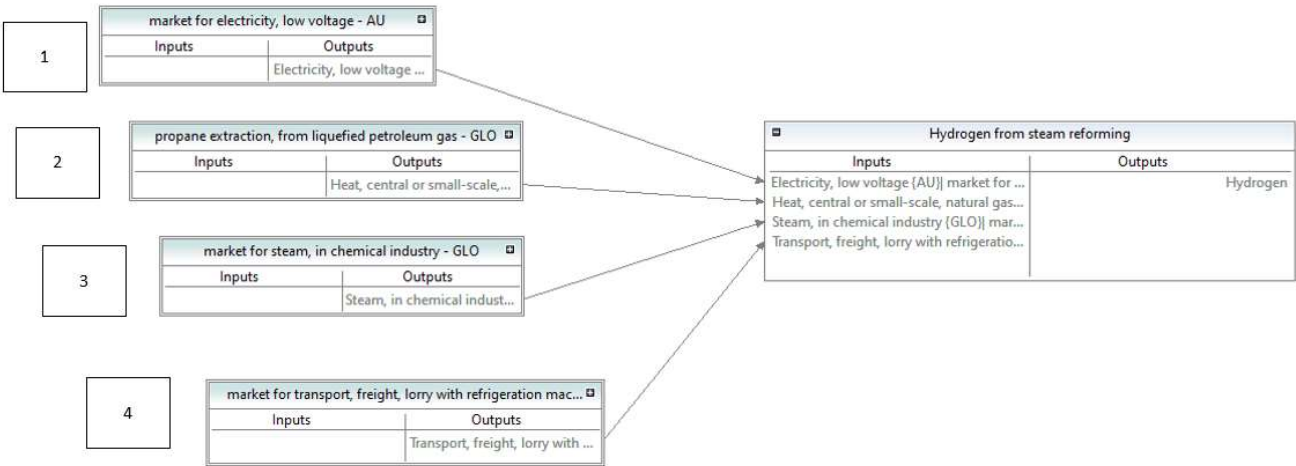 1
market for electricity, low voltage - AU
Inputs Outputs
Electricity, low voltage ...
2
propane extraction, from liquefied petroleum gas - GLO
Inputs Outputs
Heat, central or small-scale,...
3
market for steam, in chemical industry - GLO
Inputs Outputs
Steam, in chemical indust...
4
market for transport, freight, lorry with refrigeration mac...
Inputs Outputs
Transport, freight, lorry with ...
Hydrogen from steam reforming
Inputs Outputs
Electricity, low voltage {AU}| market for ... Hydrogen
Heat, central or small-scale, natural gas...
Steam, in chemical industry {GLO}| mar...
Transport, freight, lorry with refrigeratio...